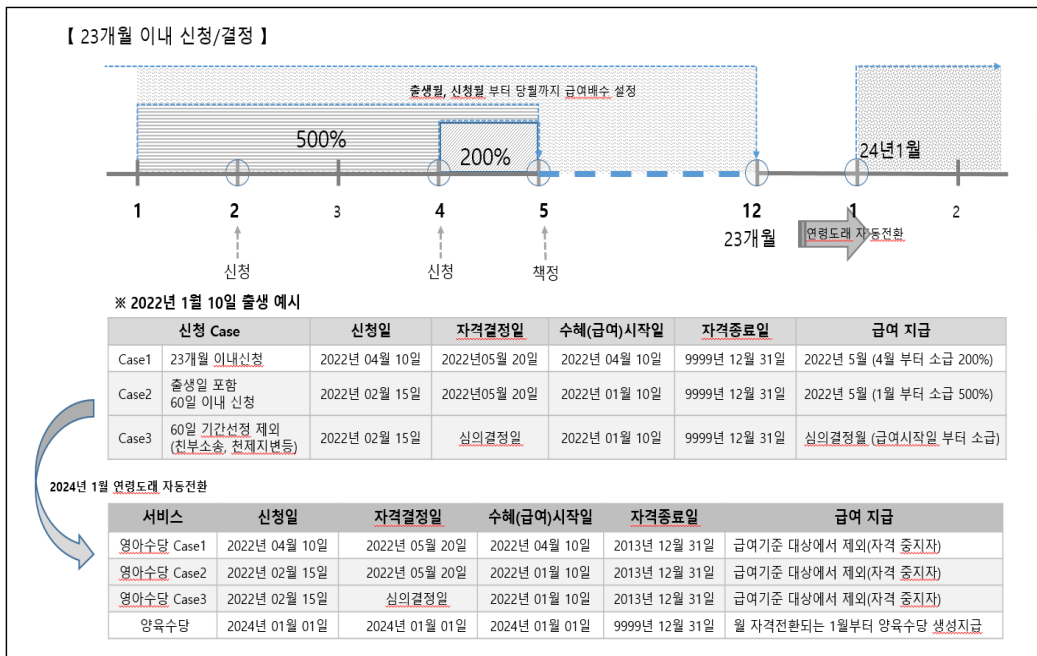 【 23개월 이내 신청/결정 】
출생월, 신청월 부터 당월까지 급여배수 설정
500%
200%
24년1월
1 2 3 4 5 12 1 2
23개월
연령도래 자동전환
신청 신청 책정
※ 2022년 1월 10일 출생 예시
신청 Case 신청일 자격결정일 수혜(급여)시작일 자격종료일 급여 지급
Case1 23개월 이내신청 2022년 04월 10일 2022년05월 20일 2022년 04월 10일 9999년 12월 31일 2022년 5월 (4월 부터 소급 200%)
Case2 출생일 포함
60일 이내 신청 2022년 02월 15일 2022년05월 20일 2022년 01월 10일 9999년 12월 31일 2022년 5월 (1월 부터 소급 500%)
Case3 60일 기간선정 제외
(친부소송, 천제지변등) 2022년 02월 15일 심의결정일 2022년 01월 10일 9999년 12월 31일 심의결정월 (급여시작일 부터 소급)
2024년 1월 연령도래 자동전환
서비스 신청일 자격결정일 수혜(급여)시작일 자격종료일 급여 지급
영아수당 Case1 2022년 04월 10일 2022년 05월 20일 2022년 04월 10일 2013년 12월 31일 급여기준 대상에서 제외(자격 중지자)
영아수당 Case2 2022년 02월 15일 2022년 05월 20일 2022년 01월 10일 2013년 12월 31일 급여기준 대상에서 제외(자격 중지자)
영아수당 Case3 2022년 02월 15일 심의결정일 2022년 01월 10일 2013년 12월 31일 급여기준 대상에서 제외(자격 중지자)
양육수당 2024년 01월 01일 2024년 01월 01일 2024년 01월 01일 9999년 12월 31일 월 자격전환되는 1월부터 양육수당 생성지급